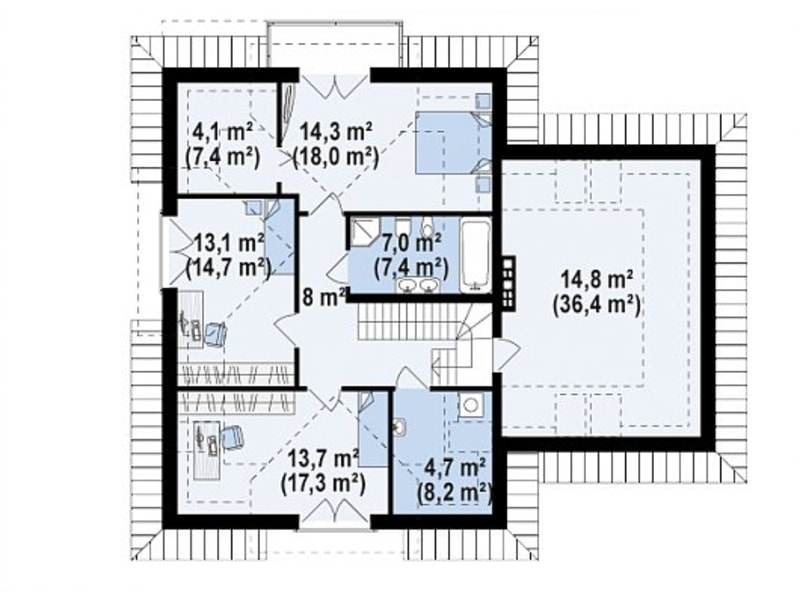 4,1 m²
(7,4 m²)
14,3 m²
(18,0 m²)
13,1 m²
(14,7 m²)
7,0 m²
(7,4 m²)
8 m²
14,8 m²
(36,4 m²)
13,7 m²
(17,3 m²)
4,7 m²
(8,2 m²)